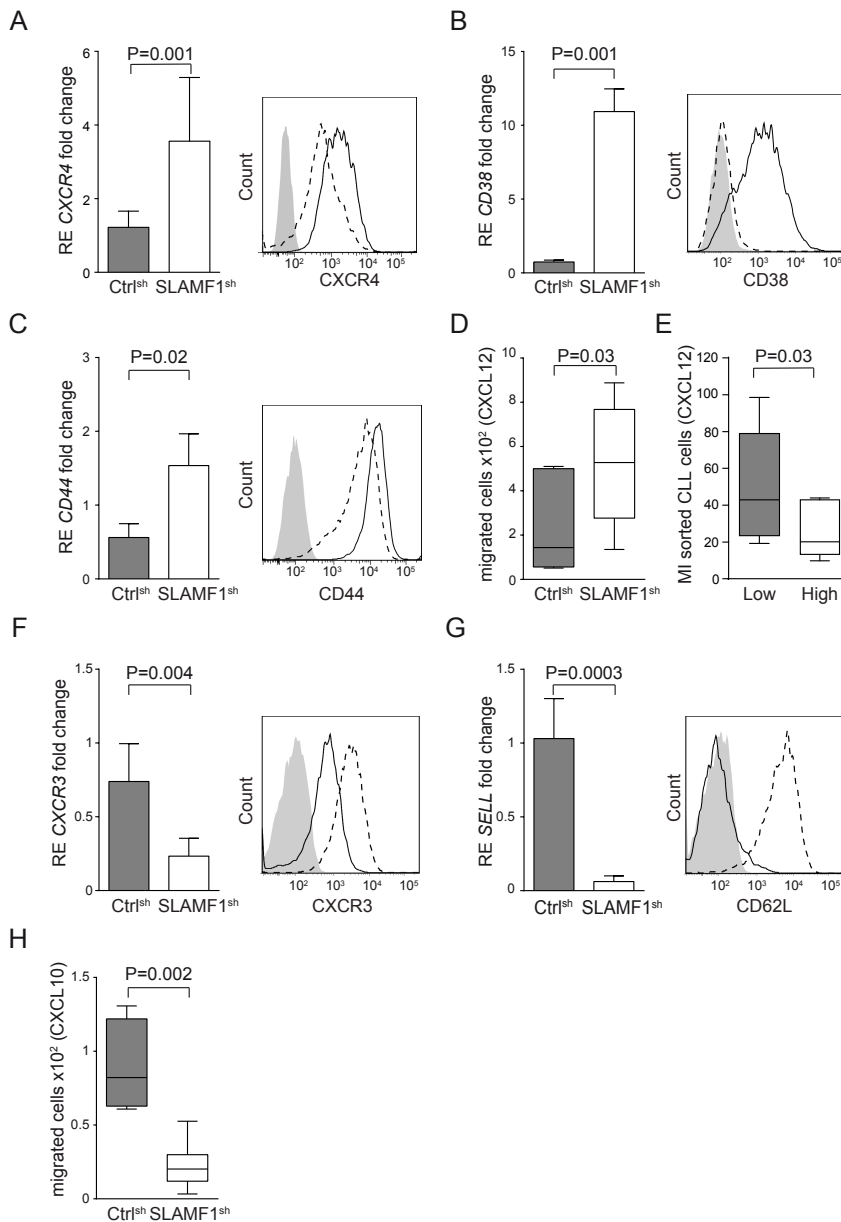 A
RE CXCR4 fold change
6
4
2
0
P=0.001
Ctrlsh SLAMF1sh
Count
10² 10³ 10⁴ 10⁵
CXCR4
B
RE CD38 fold change
15
10
5
0
P=0.001
Ctrlsh SLAMF1sh
Count
10² 10³ 10⁴ 10⁵
CD38
C
RE CD44 fold change
3
2
1
0
P=0.02
Ctrlsh SLAMF1sh
Count
10² 10³ 10⁴ 10⁵
CD44
D
migrated cells x10² (CXCL12)
10
8
6
4
2
0
P=0.03
Ctrlsh SLAMF1sh
E
MI sorted CLL cells (CXCL12)
120
100
80
60
40
20
0
P=0.03
Low High
F
RE CXCR3 fold change
1.5
1
0.5
0
P=0.004
Ctrlsh SLAMF1sh
Count
10² 10³ 10⁴ 10⁵
CXCR3
G
RE SELL fold change
1.5
1
0.5
0
P=0.0003
Ctrlsh SLAMF1sh
Count
10² 10³ 10⁴ 10⁵
CD62L
H
migrated cells x10² (CXCL10)
1.5
1
0.5
0
P=0.002
Ctrlsh SLAMF1sh